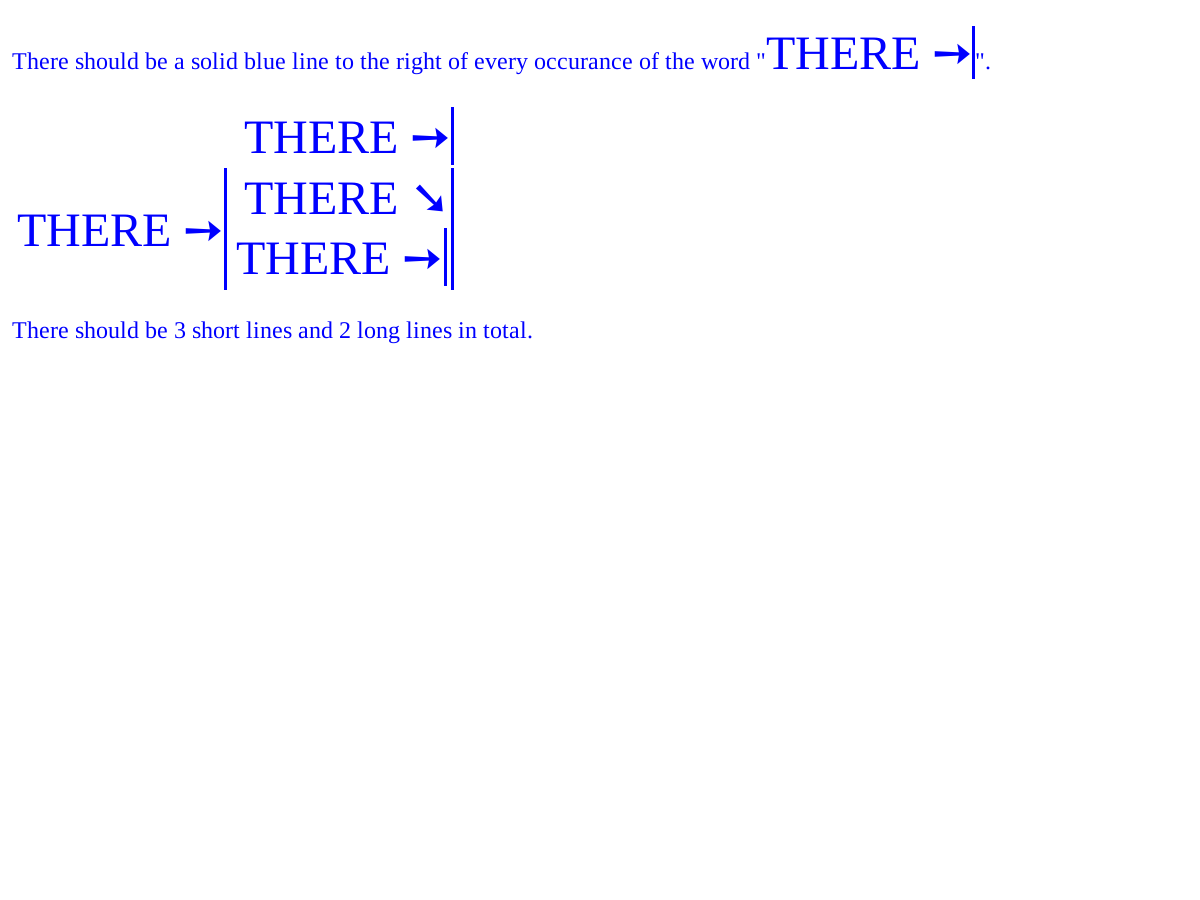 There should be a solid blue line to the right of every occurance of the word "THERE ➙".
THERE ➙
THERE ➘
THERE ➙
THERE ➙
There should be 3 short lines and 2 long lines in total.